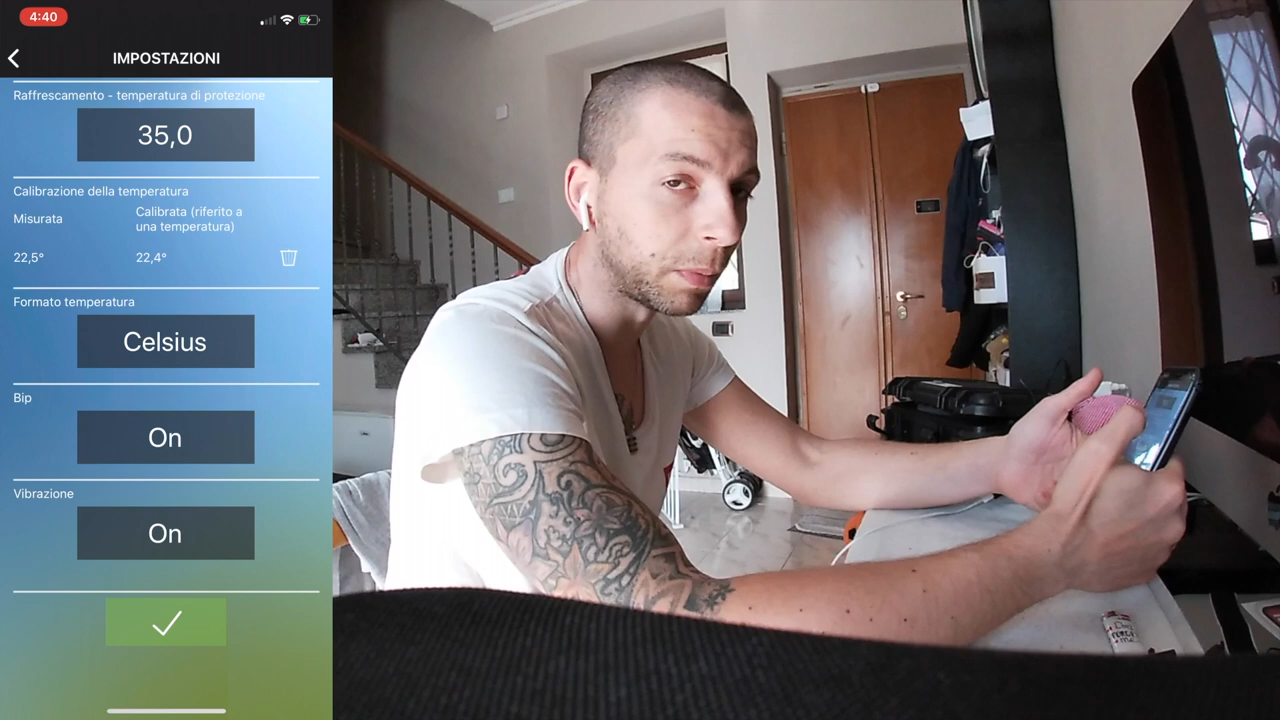 4:40
IMPOSTAZIONI
Raffrescamento - temperatura di protezione
35,0
Calibrazione della temperatura
Misurata
Calibrata (riferito a
una temperatura)
22,5°
22,4°
Formato temperatura
Celsius
Bip
On
Vibrazione
On